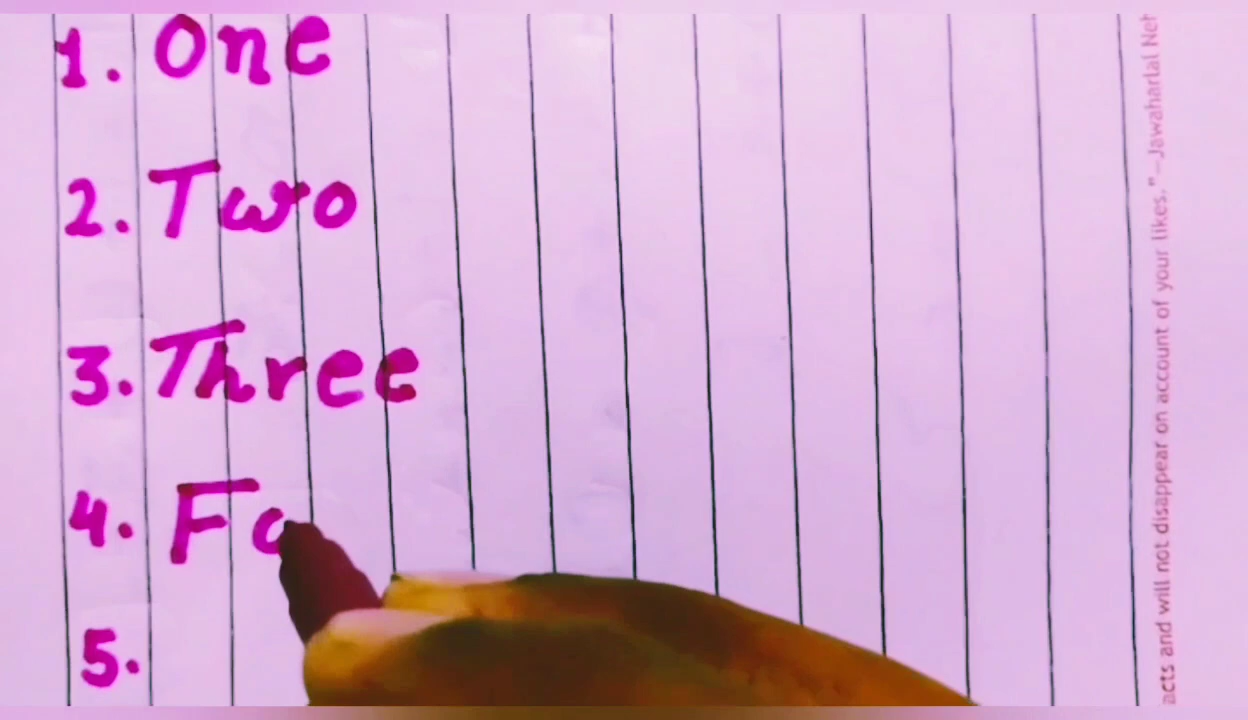 1. One
2. Two
3. Three
4. Fo
5.
acts and will not disappear on account of your likes."—Jawaharlal Neh